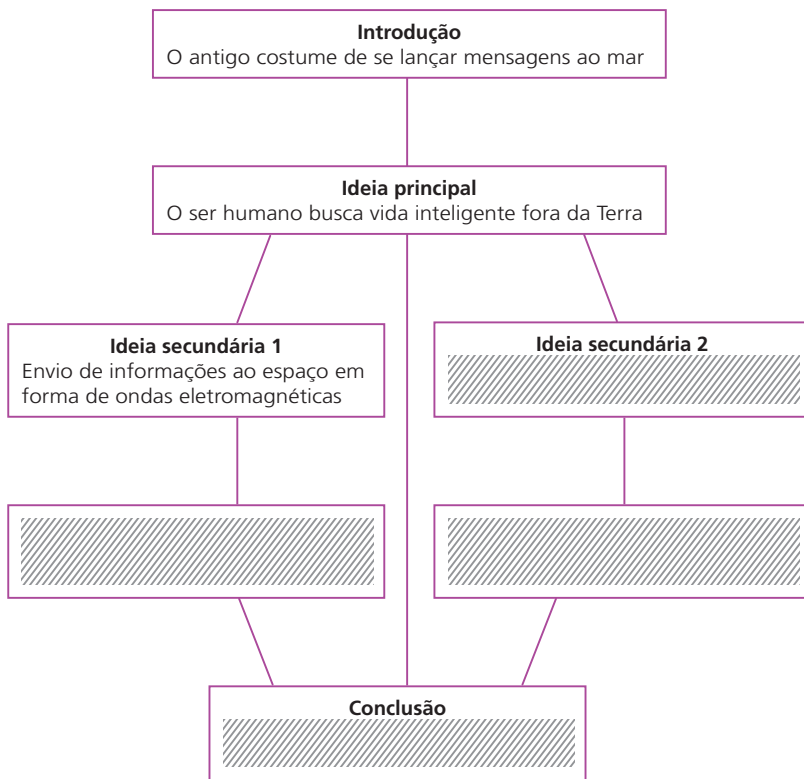 Introdução
O antigo costume de se lançar mensagens ao mar
Ideia principal
O ser humano busca vida inteligente fora da Terra
Ideia secundária 1
Envio de informações ao espaço em
forma de ondas eletromagnéticas
Ideia secundária 2
Conclusão